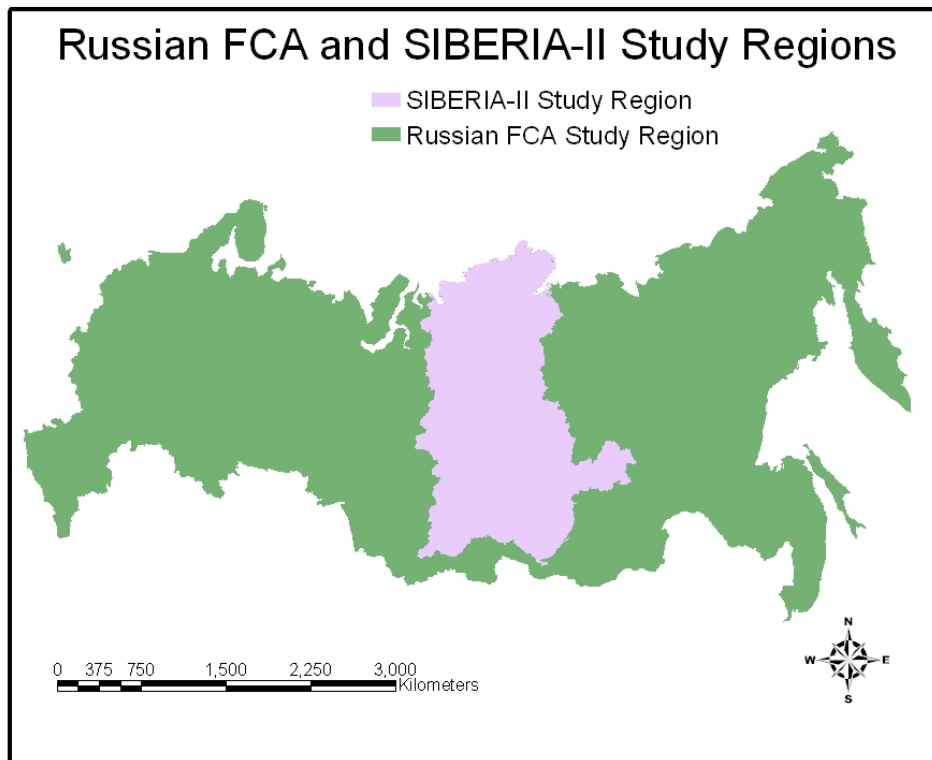 Russian FCA and SIBERIA-II Study Regions
SIBERIA-II Study Region
Russian FCA Study Region
N
W E
S
0 375 750 1,500 2,250 3,000
Kilometers